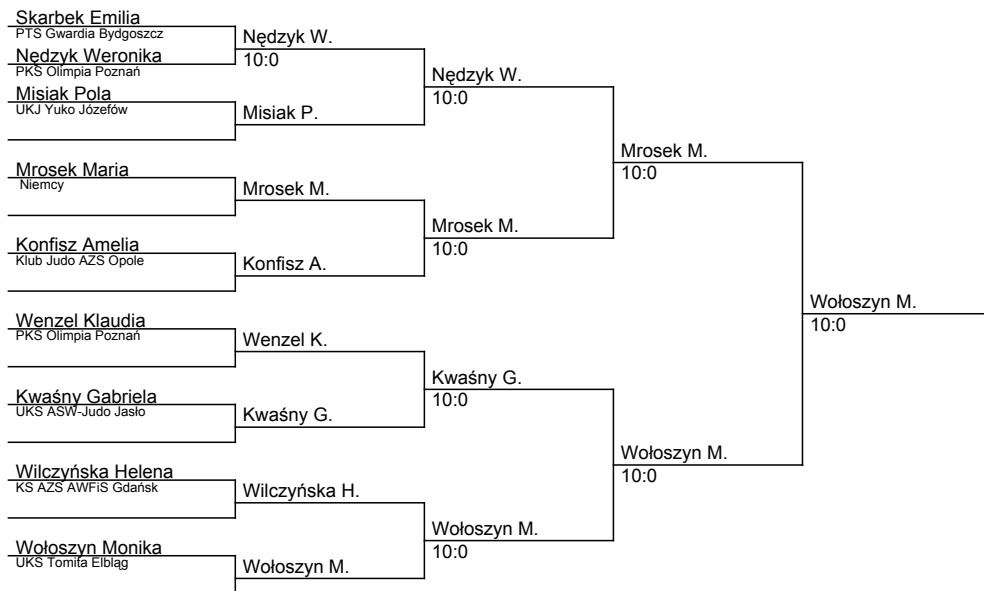 Skarbek Emilia
PTS Gwardia Bydgoszcz
Nędzyk Weronika
PKS Olimpia Poznań
Misiak Pola
UKJ Yuko Józefów
Mrosek Maria
Niemcy
Konfisz Amelia
Klub Judo AZS Opole
Wenzel Klaudia
PKS Olimpia Poznań
Kwaśny Gabriela
UKS ASW-Judo Jasło
Wilczyńska Helena
KS AZS AWFiS Gdańsk
Wołoszyn Monika
UKS Tomita Elbląg
Nędzyk W.
10:0
Misiak P.
Mrosek M.
Konfisz A.
Wenzel K.
Kwaśny G.
Wilczyńska H.
Wołoszyn M.
Nędzyk W.
10:0
Mrosek M.
10:0
Kwaśny G.
10:0
Wołoszyn M.
10:0
Mrosek M.
10:0
Wołoszyn M.
10:0
Wołoszyn M.
10:0